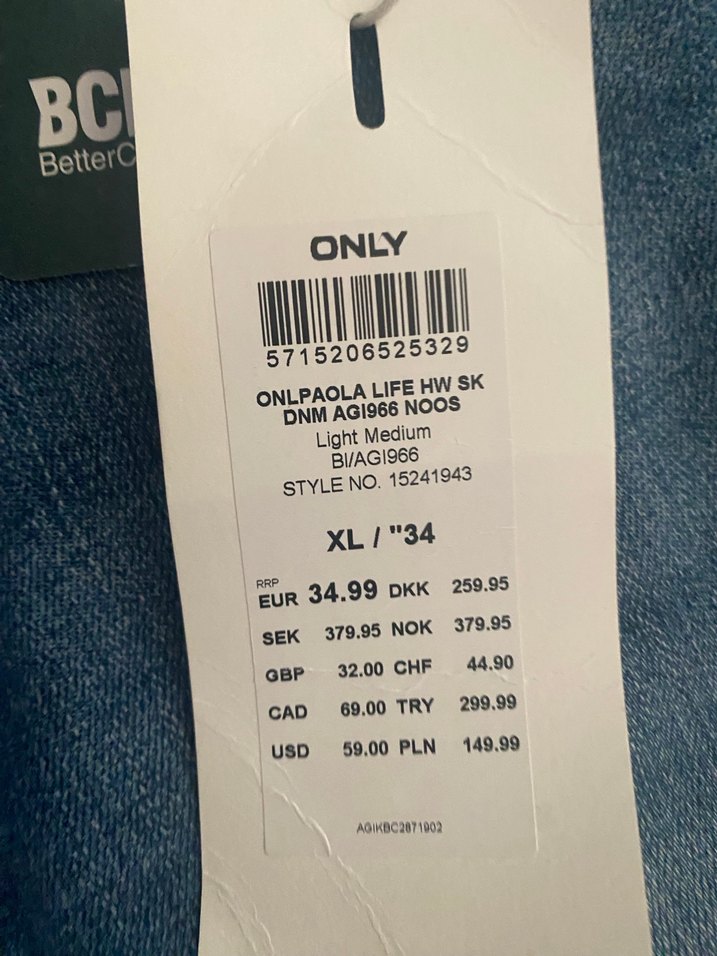 BCI
BetterC
ONLY
5715206525329
ONLPAOLA LIFE HW SK
DNM AGI966 NOOS
Light Medium
Bl/AGI966
STYLE NO. 15241943
XL / "34
RRP
EUR 34.99 DKK 259.95
SEK 379.95 NOK 379.95
GBP 32.00 CHF 44.90
CAD 69.00 TRY 299.99
USD 59.00 PLN 149.99
AGIKBC2871902